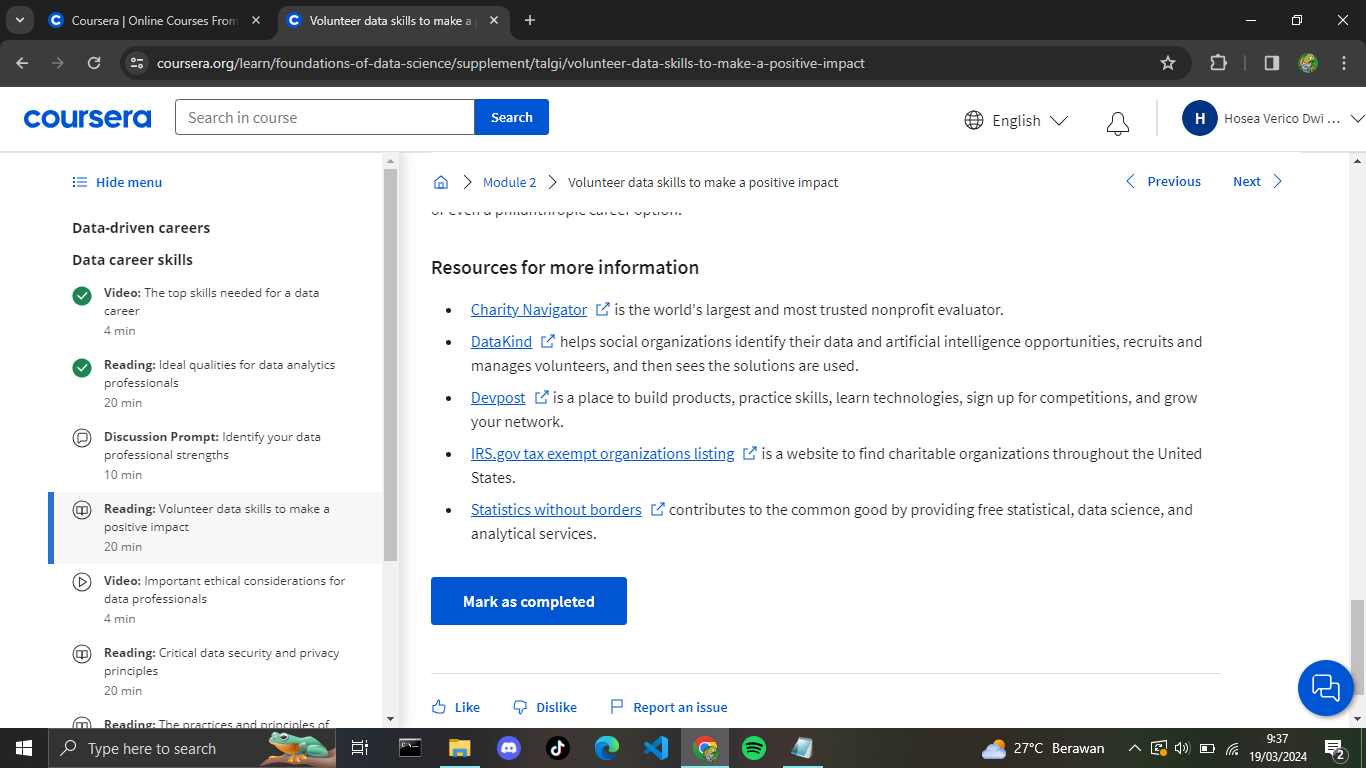 Coursera | Online Courses From
Volunteer data skills to make a p
coursera.org/learn/foundations-of-data-science/supplement/talgi/volunteer-data-skills-to-make-a-positive-impact
coursera
Search in course
Search
English
H
Hosea Verico Dwi ...
Hide menu
Data-driven careers
Data career skills
Video: The top skills needed for a data
career
4 min
Reading: Ideal qualities for data analytics
professionals
20 min
Discussion Prompt: Identify your data
professional strengths
10 min
Reading: Volunteer data skills to make a
positive impact
20 min
Video: Important ethical considerations for
data professionals
4 min
Reading: Critical data security and privacy
principles
20 min
Reading: The practices and principles of
Module 2
Volunteer data skills to make a positive impact
Previous
Next
or even a philanthropic career option.
Resources for more information
Charity Navigator is the world's largest and most trusted nonprofit evaluator.
DataKind helps social organizations identify their data and artificial intelligence opportunities, recruits and
manages volunteers, and then sees the solutions are used.
Devpost is a place to build products, practice skills, learn technologies, sign up for competitions, and grow
your network.
IRS.gov tax exempt organizations listing is a website to find charitable organizations throughout the United
States.
Statistics without borders contributes to the common good by providing free statistical, data science, and
analytical services.
Mark as completed
Like
Dislike
Report an issue
Type here to search
27°C Berawan
9:37
19/03/2024
2